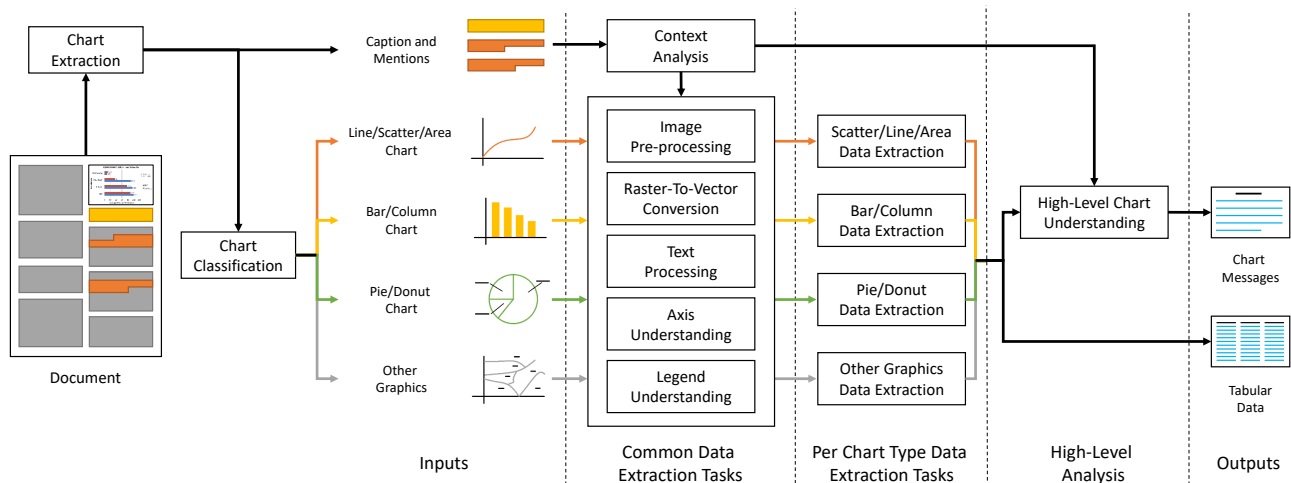 Chart
Extraction
Caption and
Mentions
Context
Analysis
Line/Scatter/Area
Chart
Image
Pre-processing
Scatter/Line/Area
Data Extraction
Bar/Column
Chart
Raster-To-Vector
Conversion
Bar/Column
Data Extraction
High-Level Chart
Understanding
Chart
Classification
Text
Processing
Chart
Messages
Pie/Donut
Chart
Axis
Understanding
Pie/Donut
Data Extraction
Document
Other
Graphics
Legend
Understanding
Other Graphics
Data Extraction
Tabular
Data
Inputs
Common Data
Extraction Tasks
Per Chart Type Data
Extraction Tasks
High-Level
Analysis
Outputs